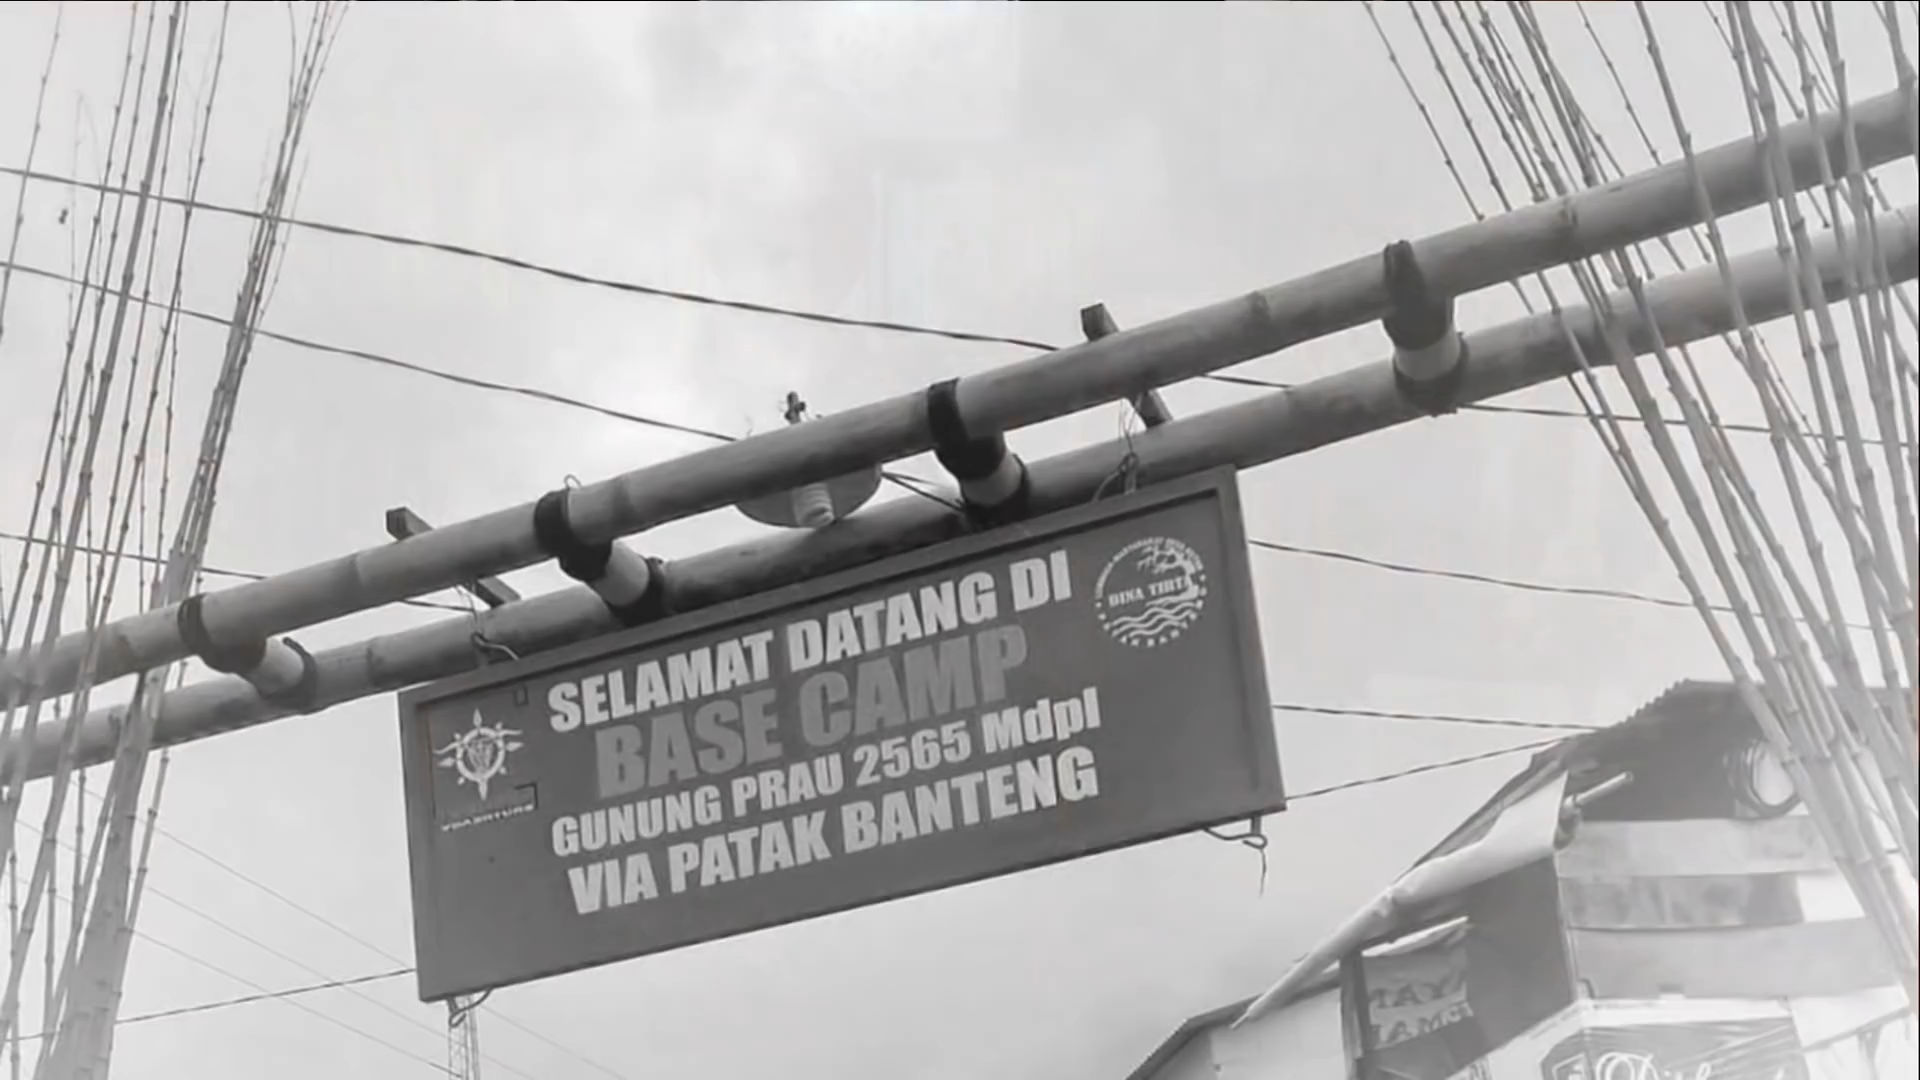 SELAMAT DATANG DI
BASE CAMP
GUNUNG PRAU 2565 Mdpl
VIA PATAK BANTENG